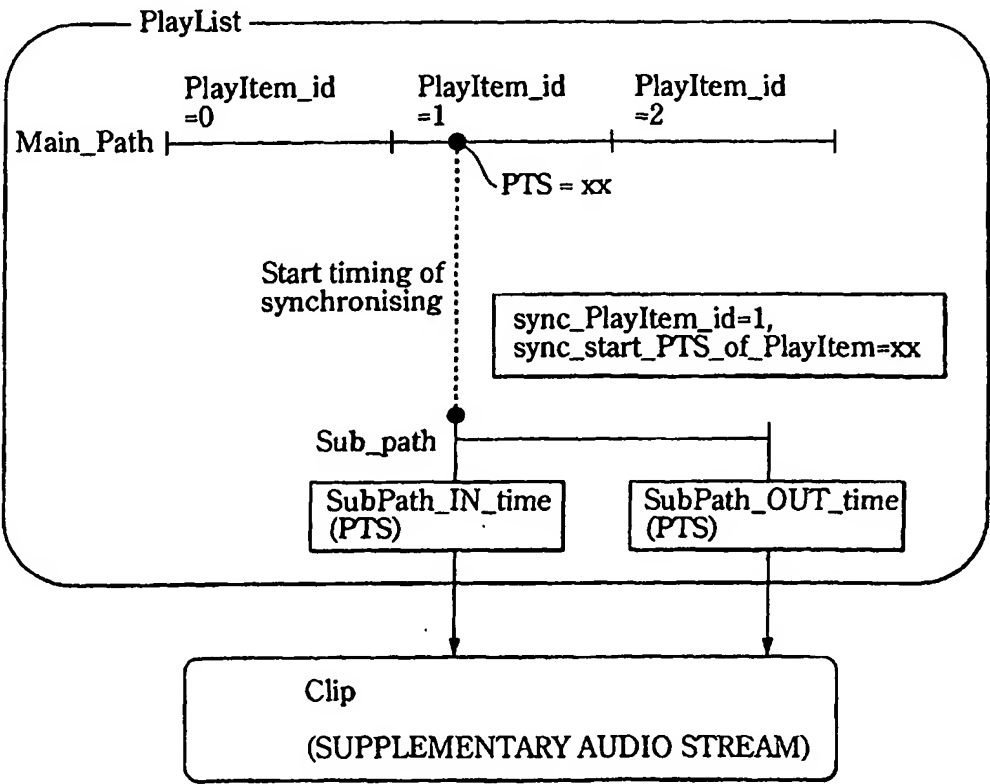 PlayList
PlayItem_id
=0
PlayItem_id
=1
PlayItem_id
=2
Main_Path
PTS = xx
Start timing of
synchronising
sync_PlayItem_id=1,
sync_start_PTS_of_PlayItem=xx
Sub_path
SubPath_IN_time
(PTS)
SubPath_OUT_time
(PTS)
Clip
(SUPPLEMENTARY AUDIO STREAM)